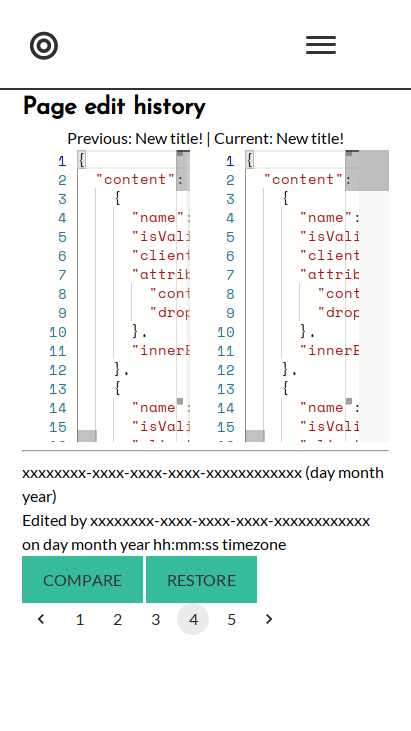 Page edit history
Previous: New title! | Current: New title!
1 {
2 "content":
3 {
4 "name":
5 "isVali
6 "client
7 "attrib
8 "cont
9 "drop
10 },
11 "innerB
12 },
13 {
14 "name":
15 "isVali
1 {
2 "content":
3 {
4 "name":
5 "isVali
6 "client
7 "attrib
8 "cont
9 "drop
10 },
11 "innerB
12 },
13 {
14 "name":
15 "isVali
xxxxxxxx-xxxx-xxxx-xxxx-xxxxxxxxxxxx (day month
year)
Edited by xxxxxxxx-xxxx-xxxx-xxxx-xxxxxxxxxxxx
on day month year hh:mm:ss timezone
COMPARE RESTORE
1 2 3 4 5